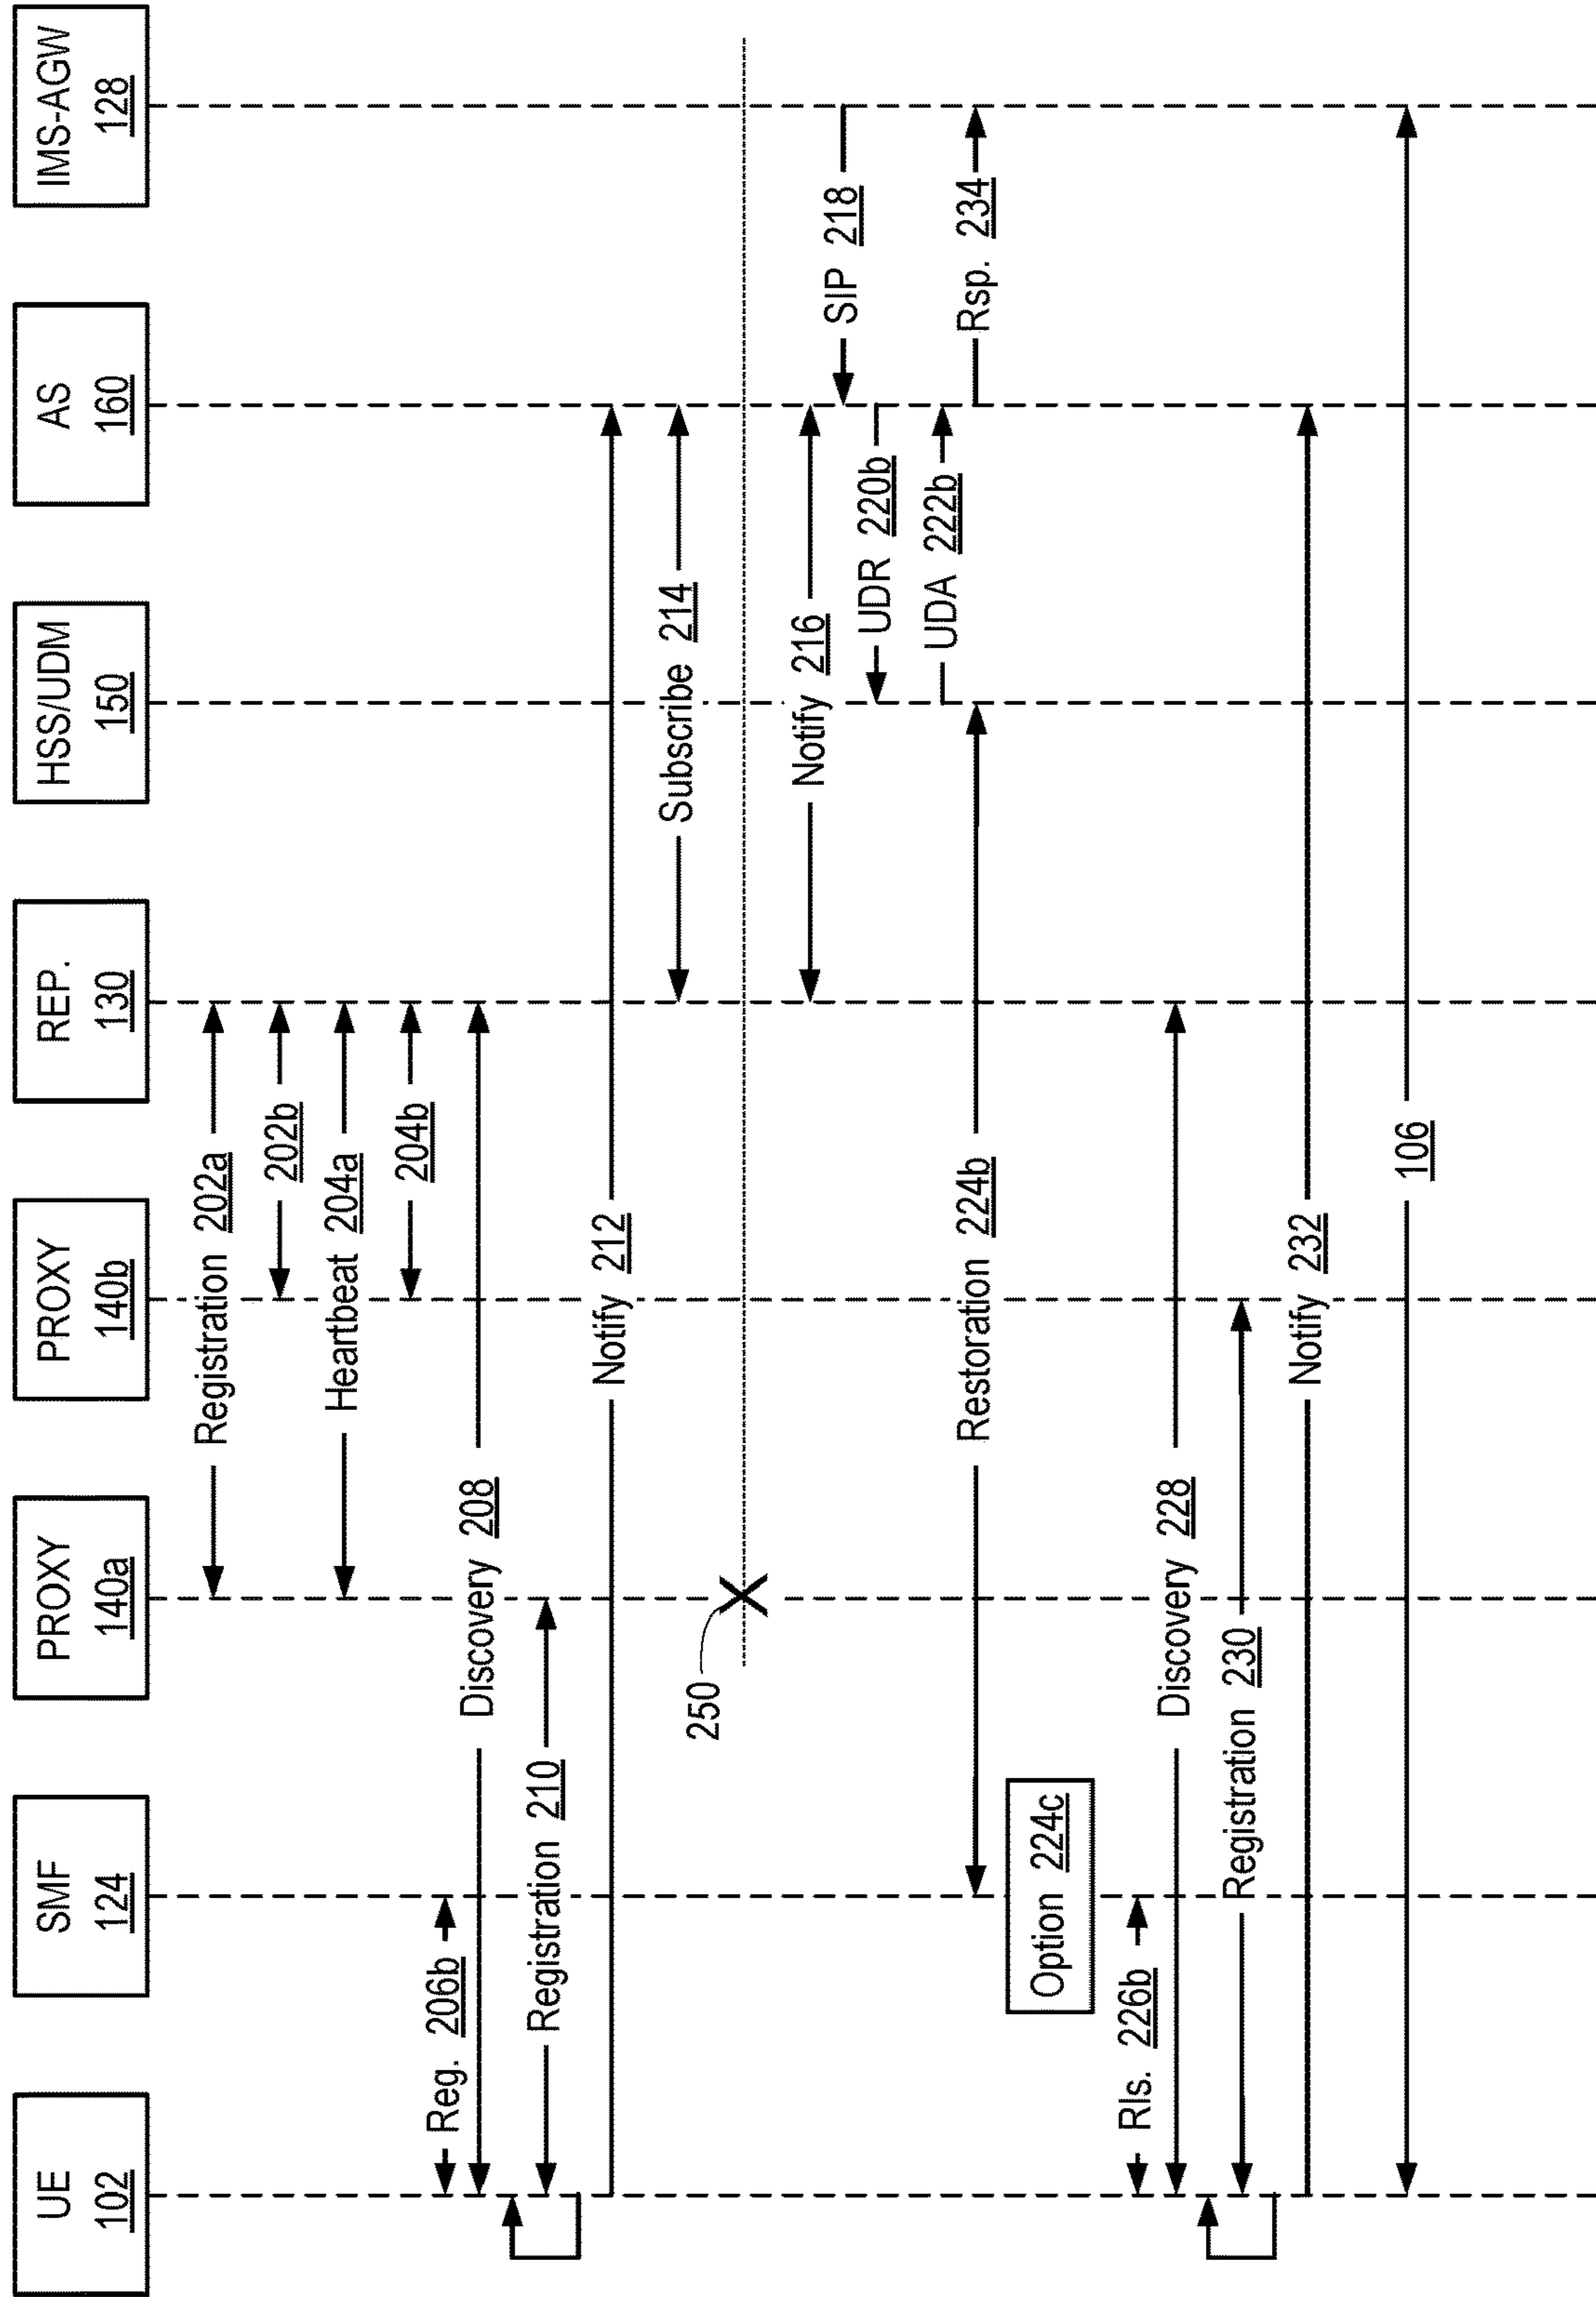 UE
102
SMF
124
PROXY
140a
PROXY
140b
REP.
130
HSS/UDM
150
AS
160
IMS-AGW
128
Registration 202a
202b
Heartbeat 204a
204b
Reg. 206b
Discovery 208
Registration 210
Notify 212
Subscribe 214
250
Notify 216
SIP 218
UDR 220b
UDA 222b
Restoration 224b
Rsp. 234
Option 224c
Rls. 226b
Discovery 228
Registration 230
Notify 232
106